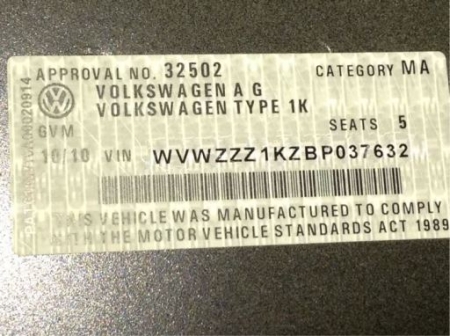 APPROVAL NO. 32502 CATEGORY MA
VOLKSWAGEN A G
VOLKSWAGEN TYPE 1K
GVM SEATS 5
10/10 VIN WVWZZZ1KZBP037632
THIS VEHICLE WAS MANUFACTURED TO COMPLY
WITH THE MOTOR VEHICLE STANDARDS ACT 1989